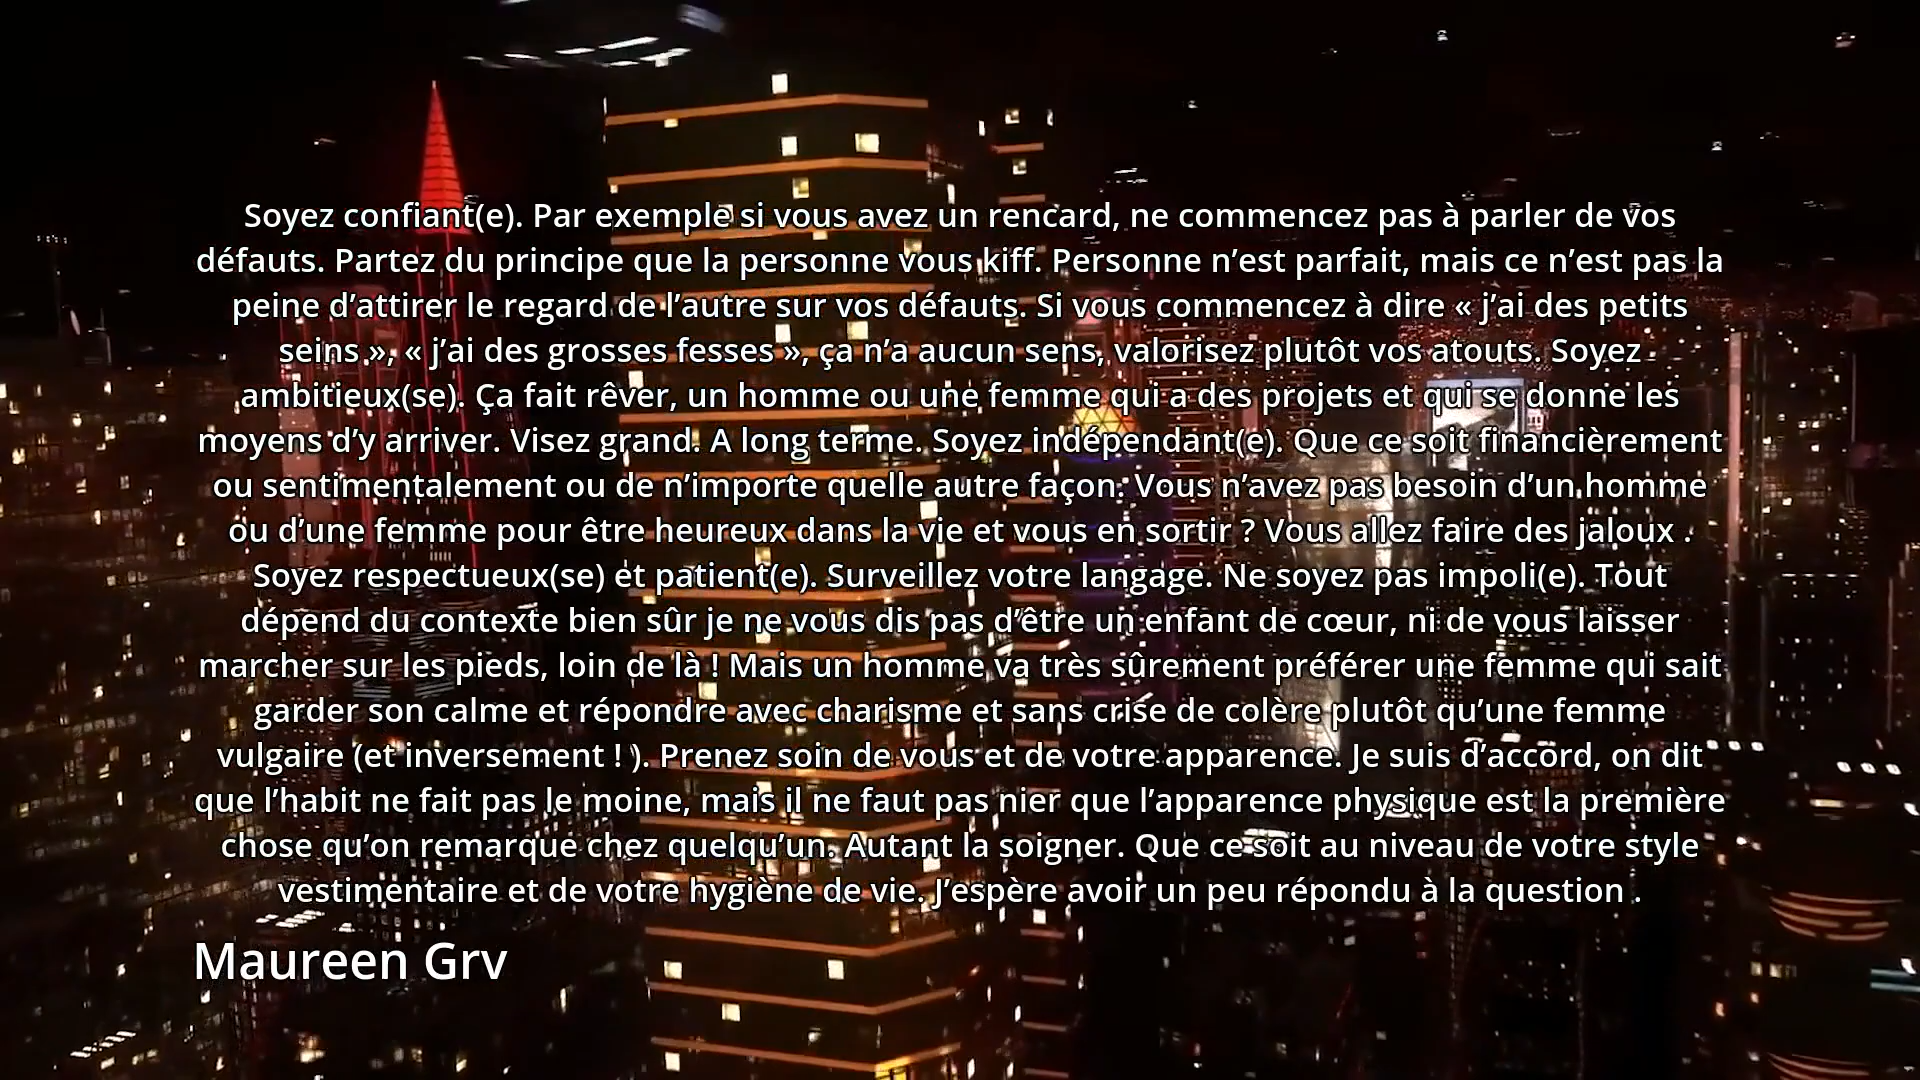 Soyez confiant(e). Par exemple si vous avez un rencard, ne commencez pas à parler de vos
défauts. Partez du principe que la personne vous kiff. Personne n’est parfait, mais ce n’est pas la
peine d’attirer le regard de l’autre sur vos défauts. Si vous commencez à dire « j’ai des petits
seins », « j’ai des grosses fesses », ça n’a aucun sens, valorisez plutôt vos atouts. Soyez
ambitieux(se). Ça fait rêver, un homme ou une femme qui a des projets et qui se donne les
moyens d’y arriver. Visez grand. A long terme. Soyez indépendant(e). Que ce soit financièrement
ou sentimentalement ou de n’importe quelle autre façon. Vous n’avez pas besoin d’un homme
ou d’une femme pour être heureux dans la vie et vous en sortir ? Vous allez faire des jaloux .
Soyez respectueux(se) et patient(e). Surveillez votre langage. Ne soyez pas impoli(e). Tout
dépend du contexte bien sûr je ne vous dis pas d’être un enfant de cœur, ni de vous laisser
marcher sur les pieds, loin de là ! Mais un homme va très sûrement préférer une femme qui sait
garder son calme et répondre avec charisme et sans crise de colère plutôt qu’une femme
vulgaire (et inversement ! ). Prenez soin de vous et de votre apparence. Je suis d’accord, on dit
que l’habit ne fait pas le moine, mais il ne faut pas nier que l’apparence physique est la première
chose qu’on remarque chez quelqu’un. Autant la soigner. Que ce soit au niveau de votre style
vestimentaire et de votre hygiène de vie. J’espère avoir un peu répondu à la question .
Maureen Grv